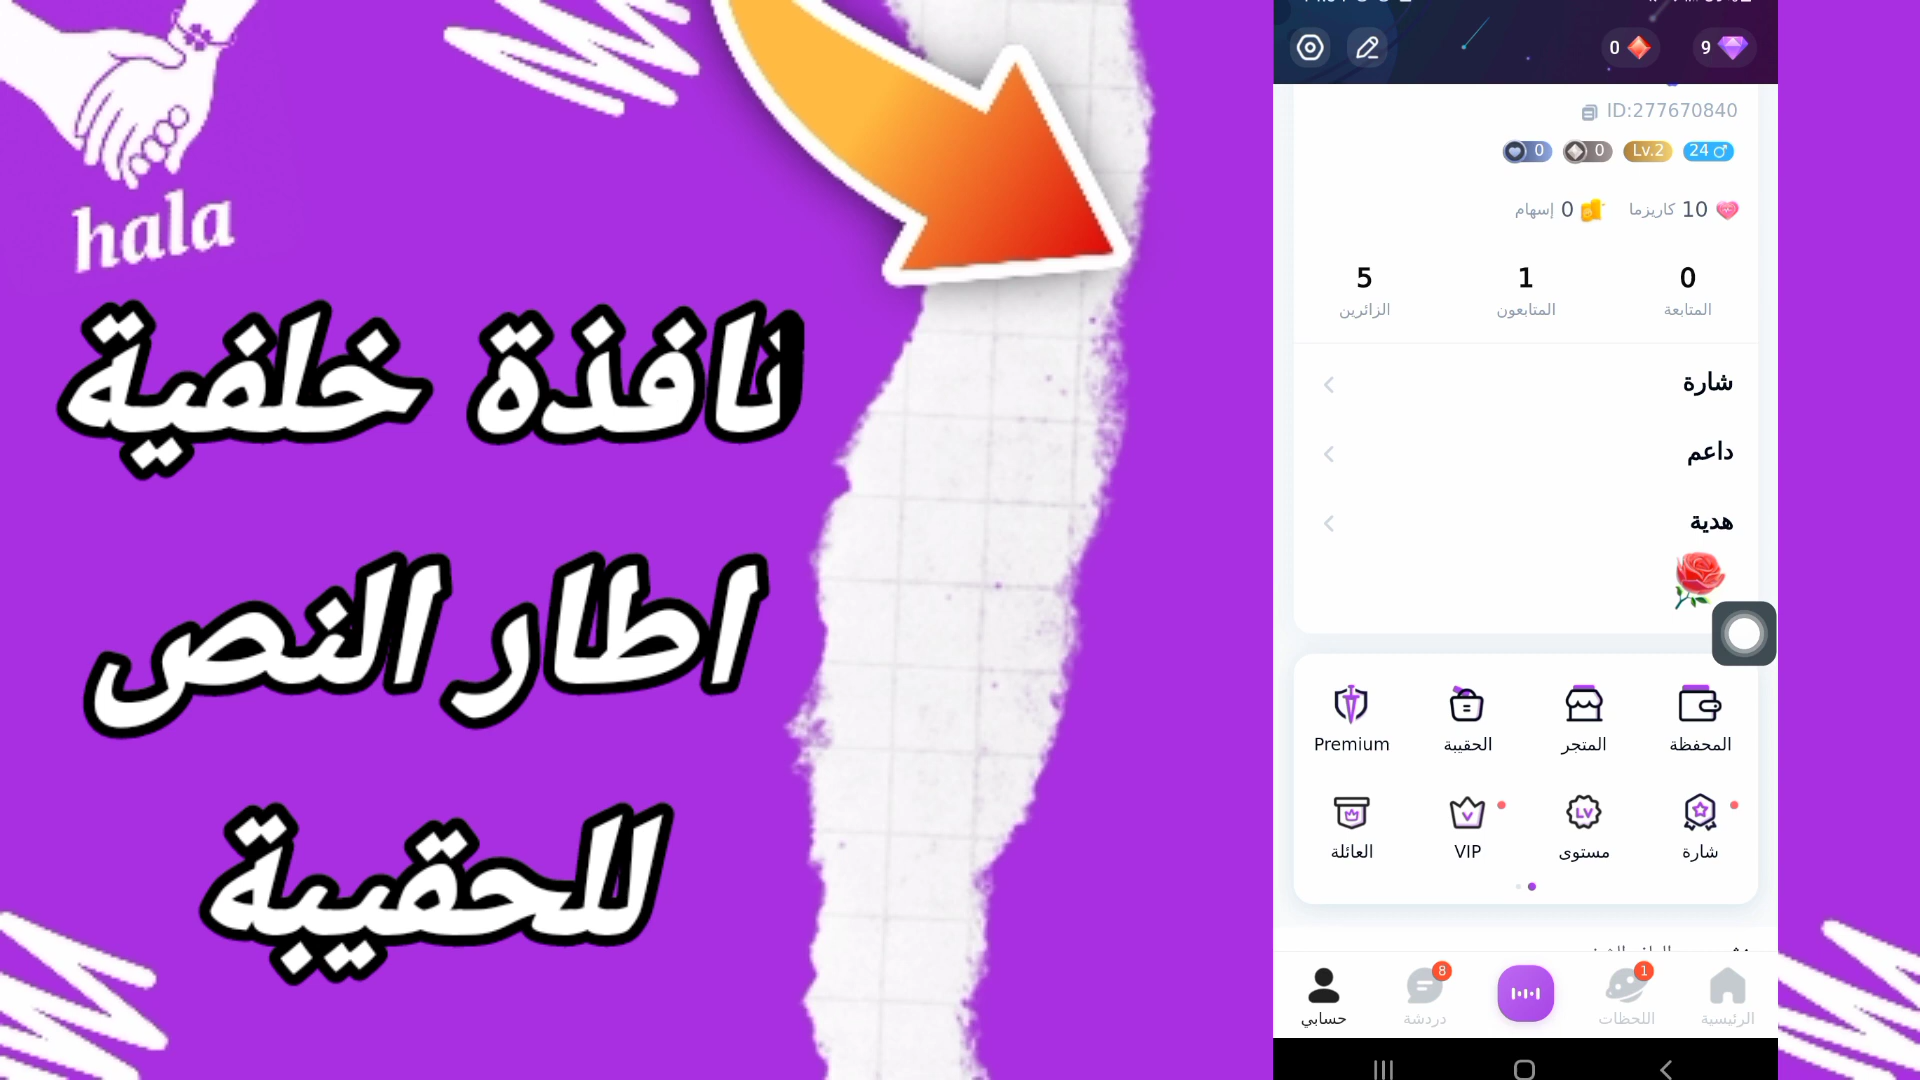 hala
نافذة خلفية
اطار النص
للحقيبة
0
9
ID:277670840
0 0 Lv.2 24
10 كاريزما 0 إسهام
0 1 5
المتابعة المتابعون الزائرين
شارة
داعم
هدية
المحفظة المتجر الحقيبة Premium
شارة مستوى VIP العائلة
LV
V
1
8
الرئيسية اللحظات دردشة حسابي